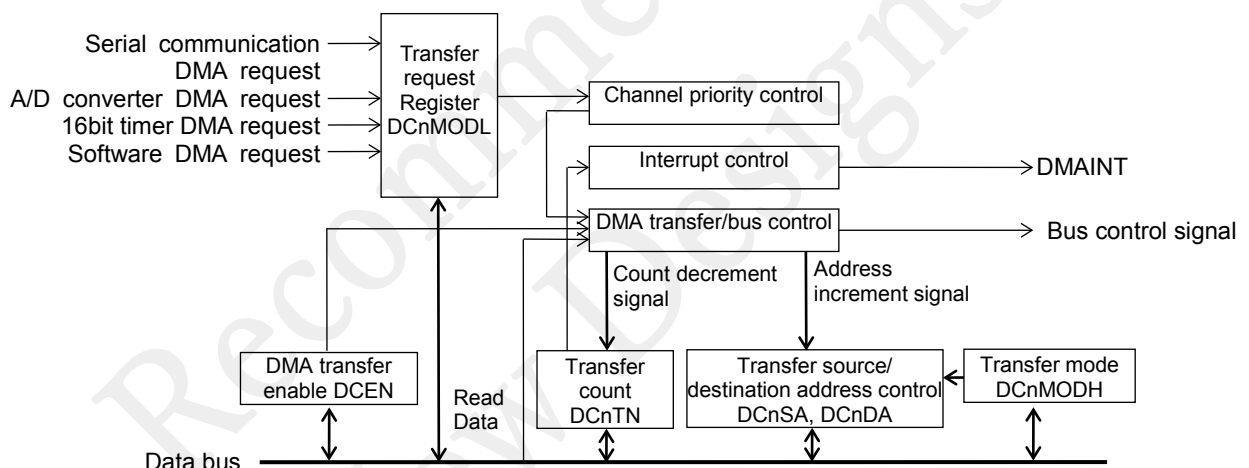 Serial communication
DMA request
A/D converter DMA request
16bit timer DMA request
Software DMA request
Transfer
request
Register
DCnMODL
Channel priority control
Interrupt control
DMAINT
DMA transfer/bus control
Bus control signal
Count decrement
signal
Address
increment signal
DMA transfer
enable DCEN
Read
Data
Transfer
count
DCnTN
Transfer source/
destination address control
DCnSA, DCnDA
Transfer mode
DCnMODH
Data bus
Design